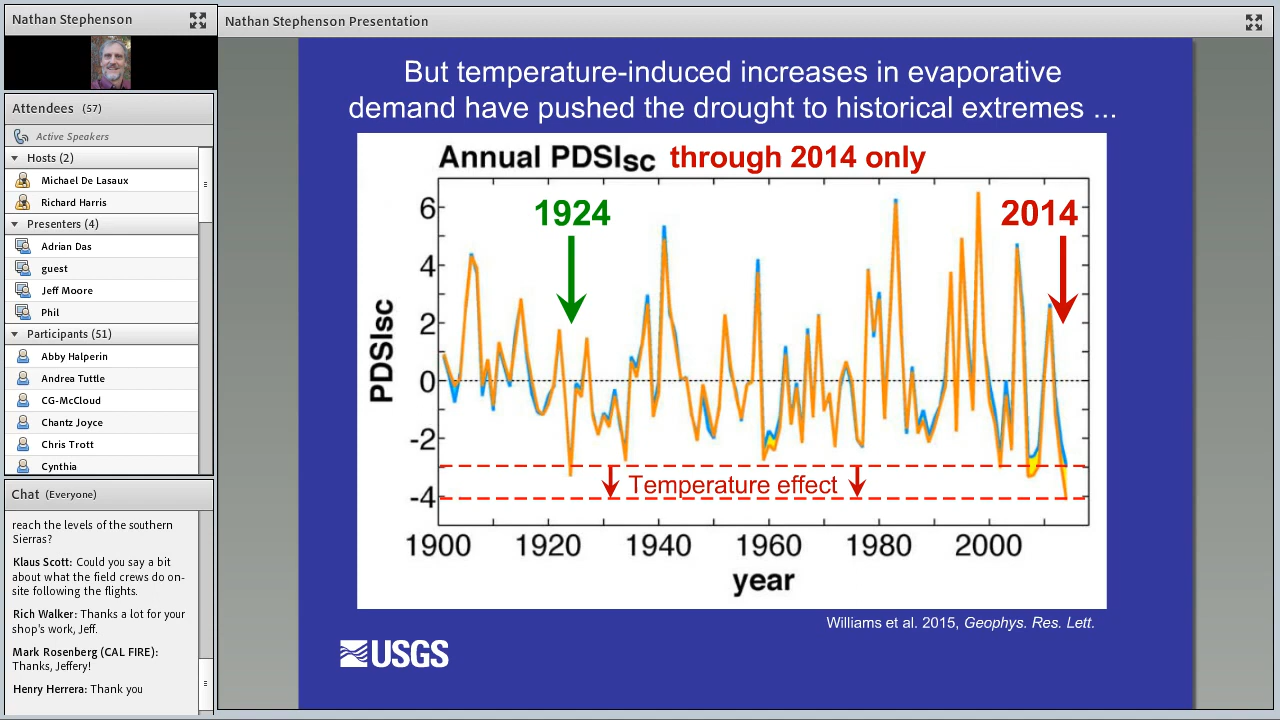 Nathan Stephenson
Attendees (57)
Active Speakers
Hosts (2)
Michael De Lasaux
Richard Harris
Presenters (4)
Adrian Das
guest
Jeff Moore
Phil
Participants (51)
Abby Halperin
Andrea Tuttle
CG-McCloud
Chantz Joyce
Chris Trott
Cynthia
Chat (Everyone)
reach the levels of the southern
Sierras?
Klaus Scott: Could you say a bit
about what the field crews do on-
site following the flights.
Rich Walker: Thanks a lot for your
shop's work, Jeff.
Mark Rosenberg (CAL FIRE):
Thanks, Jeffery!
Henry Herrera: Thank you
Nathan Stephenson Presentation
But temperature-induced increases in evaporative
demand have pushed the drought to historical extremes ...
Annual PDSIsc through 2014 only
1924
2014
6
4
2
0
-2
-4
PDSIsc
Temperature effect
1900 1920 1940 1960 1980 2000
year
Williams et al. 2015, Geophys. Res. Lett.
USGS